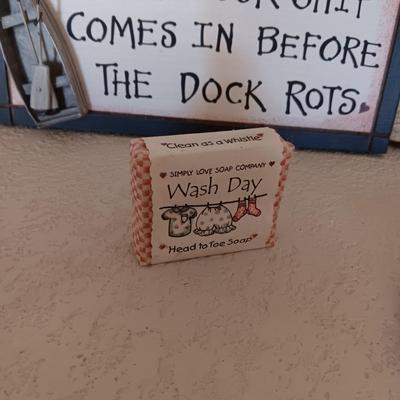 COMES IN BEFORE
THE DOCK ROTS.
"Clean as a Whistle"
SIMPLY LOVE SOAP COMPANY
Wash Day
Head to Toe Soap